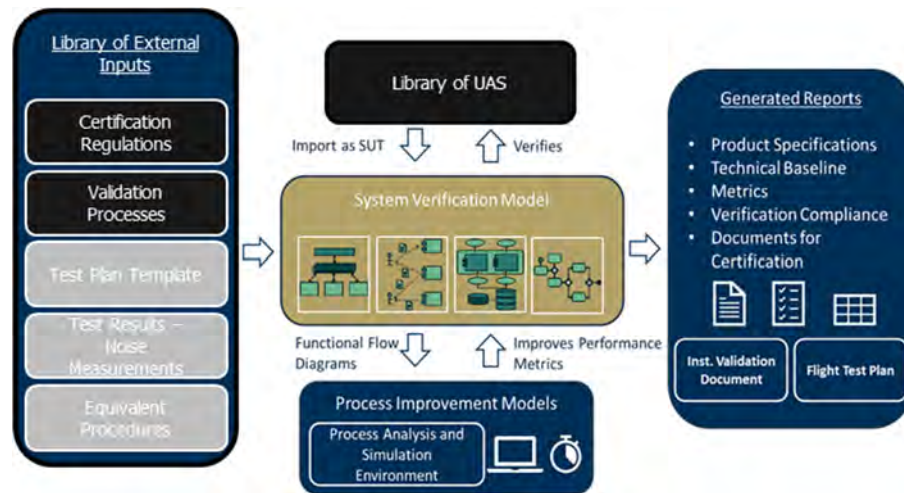 Library of External
Inputs
Certification
Regulations
Validation
Processes
Test Plan Template
Test Results –
Noise
Measurements
Equivalent
Procedures
Library of UAS
Import as SUT
Verifies
System Verification Model
Functional Flow
Diagrams
Improves Performance
Metrics
Process Improvement Models
Process Analysis and
Simulation
Environment
Generated Reports
• Product Specifications
• Technical Baseline
• Metrics
• Verification Compliance
• Documents for
Certification
Inst. Validation
Document
Flight Test Plan